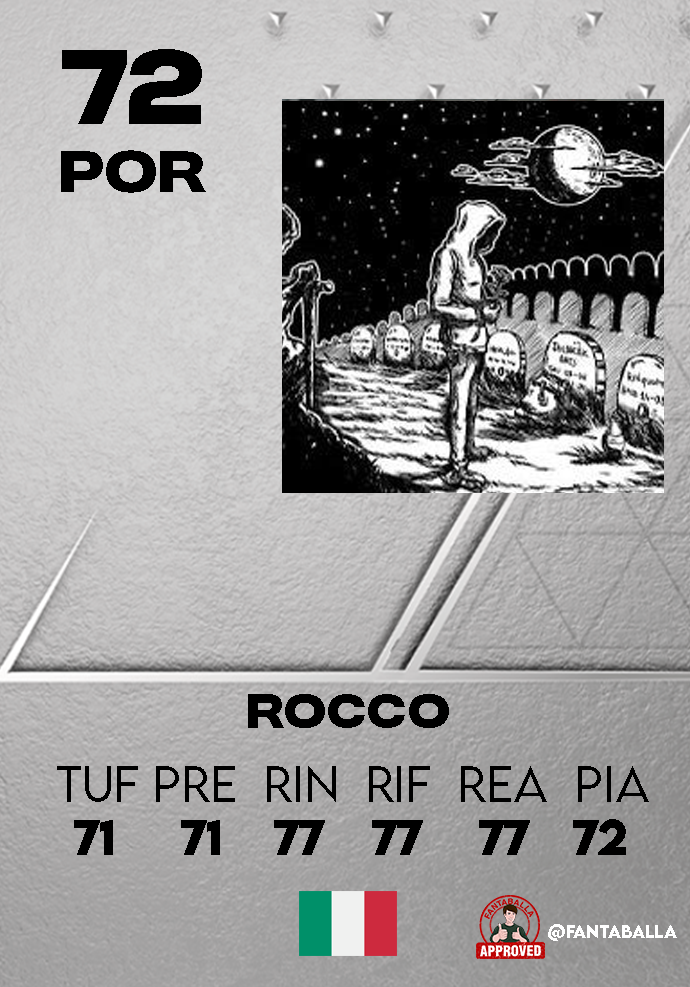 72
POR
ROCCO
TUF PRE RIN RIF REA PIA
71 71 77 77 77 72
FANTABALLA
APPROVED
@FANTABALLA